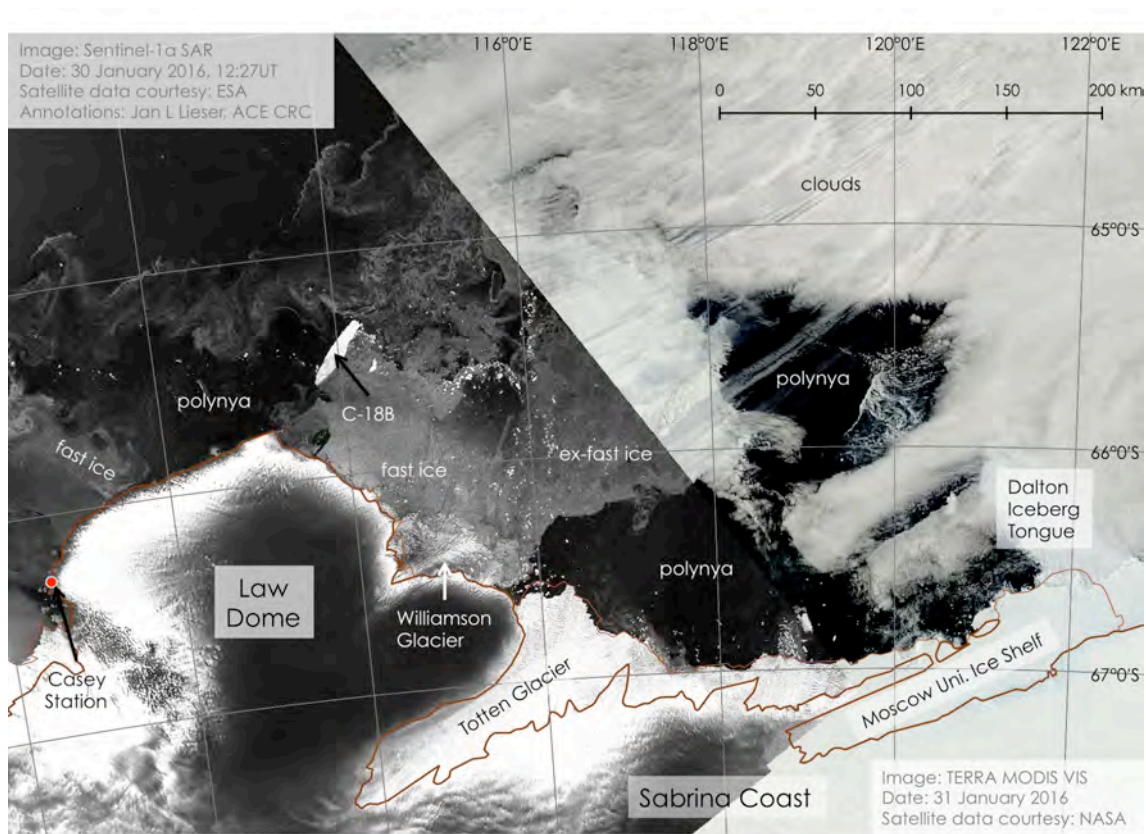 Image: Sentinel-1a SAR
Date: 30 January 2016, 12:27UT
Satellite data courtesy: ESA
Annotations: Jan L Lieser, ACE CRC
116°0'E
118°0'E
120°0'E
122°0'E
0
50
100
150
200 km
clouds
65°0'S
polynya
C-18B
polynya
fast ice
fast ice
ex-fast ice
66°0'S
Dalton
Iceberg
Tongue
polynya
Law
Dome
Williamson
Glacier
Casey
Station
Totten Glacier
Moscow Uni. Ice Shelf
67°0'S
Sabrina Coast
Image: TERRA MODIS VIS
Date: 31 January 2016
Satellite data courtesy: NASA